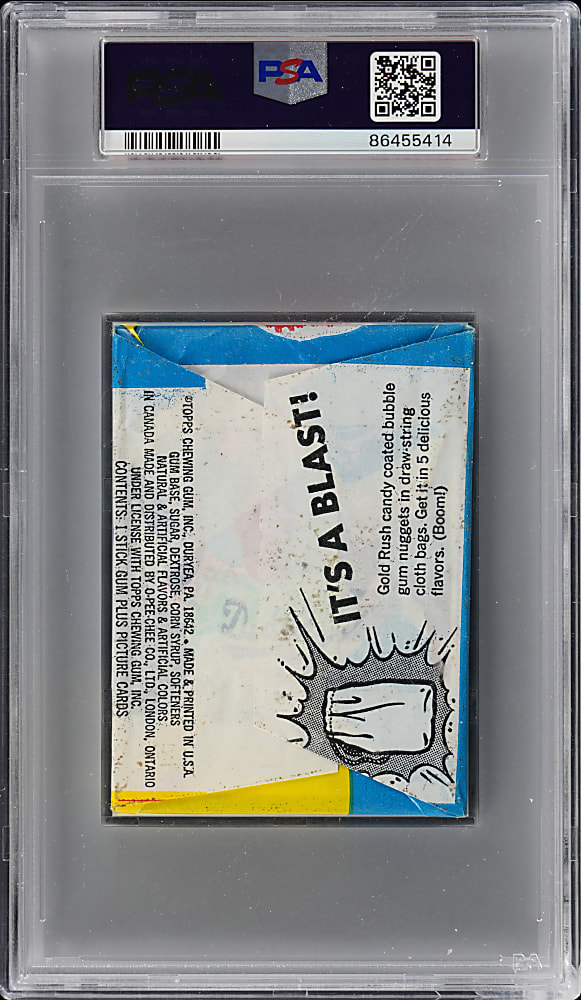 PSA
86455414
©TOPPS CHEWING GUM, INC., DURYEA, PA. 18642 • MADE & PRINTED IN U.S.A.
GUM BASE, SUGAR, DEXTROSE, CORN SYRUP, SOFTENERS
NATURAL & ARTIFICIAL FLAVORS & ARTIFICIAL COLORS
IN CANADA MADE AND DISTRIBUTED BY O-PEE-CHEE CO., LTD., LONDON, ONTARIO
UNDER LICENSE WITH TOPPS CHEWING GUM, INC.
CONTENTS: 1 STICK GUM PLUS PICTURE CARDS
IT'S A BLAST!
Gold Rush candy coated bubble
gum nuggets in draw-string
cloth bags. Get it in 5 delicious
flavors. (Boom!)